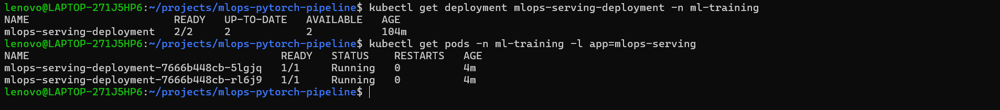 lenovo@LAPTOP-271J5HP6:~/projects/mlops-pytorch-pipeline$ kubectl get deployment mlops-serving-deployment -n ml-training
NAME                       READY   UP-TO-DATE   AVAILABLE   AGE
mlops-serving-deployment   2/2     2            2           104m
lenovo@LAPTOP-271J5HP6:~/projects/mlops-pytorch-pipeline$ kubectl get pods -n ml-training -l app=mlops-serving
NAME                                        READY   STATUS    RESTARTS   AGE
mlops-serving-deployment-7666b448cb-5lgjq   1/1     Running   0          4m
mlops-serving-deployment-7666b448cb-rl6j9   1/1     Running   0          4m
lenovo@LAPTOP-271J5HP6:~/projects/mlops-pytorch-pipeline$